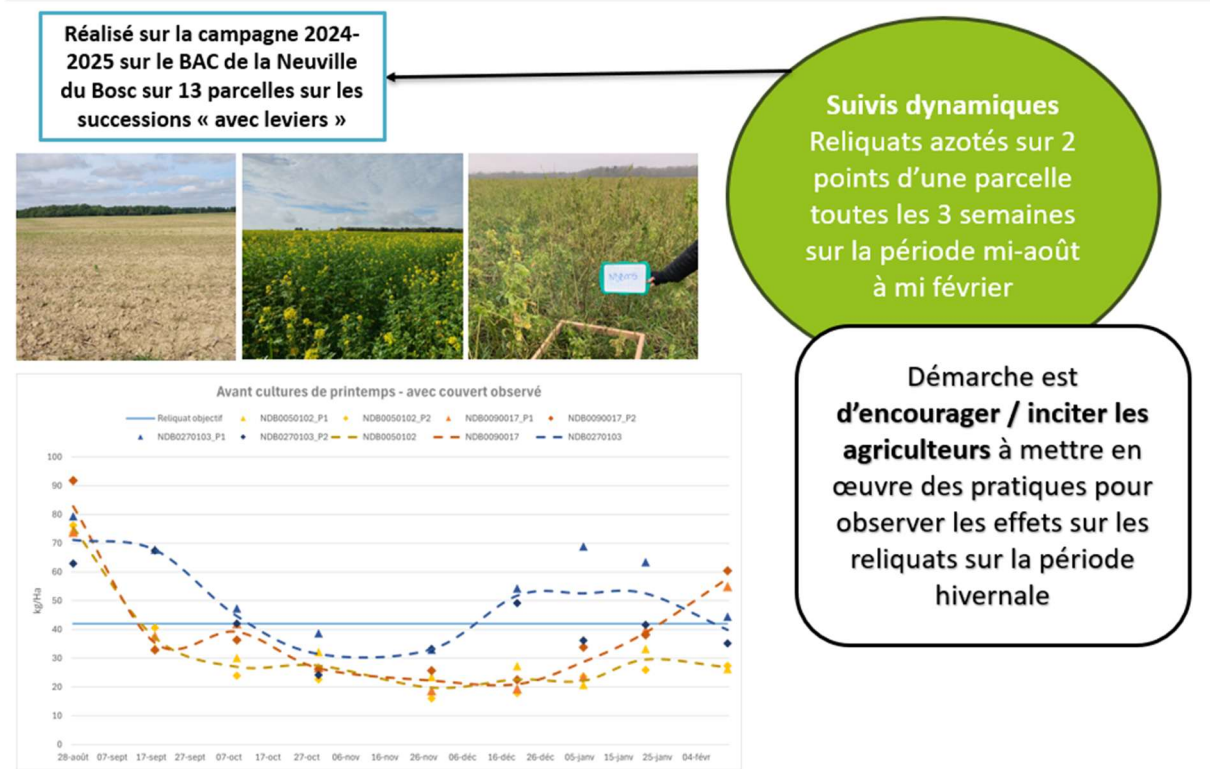 Réalisé sur la campagne 2024-
2025 sur le BAC de la Neuville
du Bosc sur 13 parcelles sur les
successions « avec leviers »
Suivis dynamiques
Reliquats azotés sur 2
points d’une parcelle
toutes les 3 semaines
sur la période mi-août
à mi février
Démarche est
d’encourager / inciter les
agriculteurs à mettre en
œuvre des pratiques pour
observer les effets sur les
reliquats sur la période
hivernale
Avant cultures de printemps - avec couvert observé
Reliquat objectif NDB0050102_P1 NDB0050102_P2 NDB0090017_P1 NDB0090017_P2
NDB0270103_P1 NDB0270103_P2 NDB0050102 NDB0090017 NDB0270103
kg/Ha
100
90
80
70
60
50
40
30
20
10
0
28-août 07-sept 17-sept 27-sept 07-oct 17-oct 27-oct 06-nov 16-nov 26-nov 06-déc 16-déc 26-déc 05-janv 15-janv 25-janv 04-févr